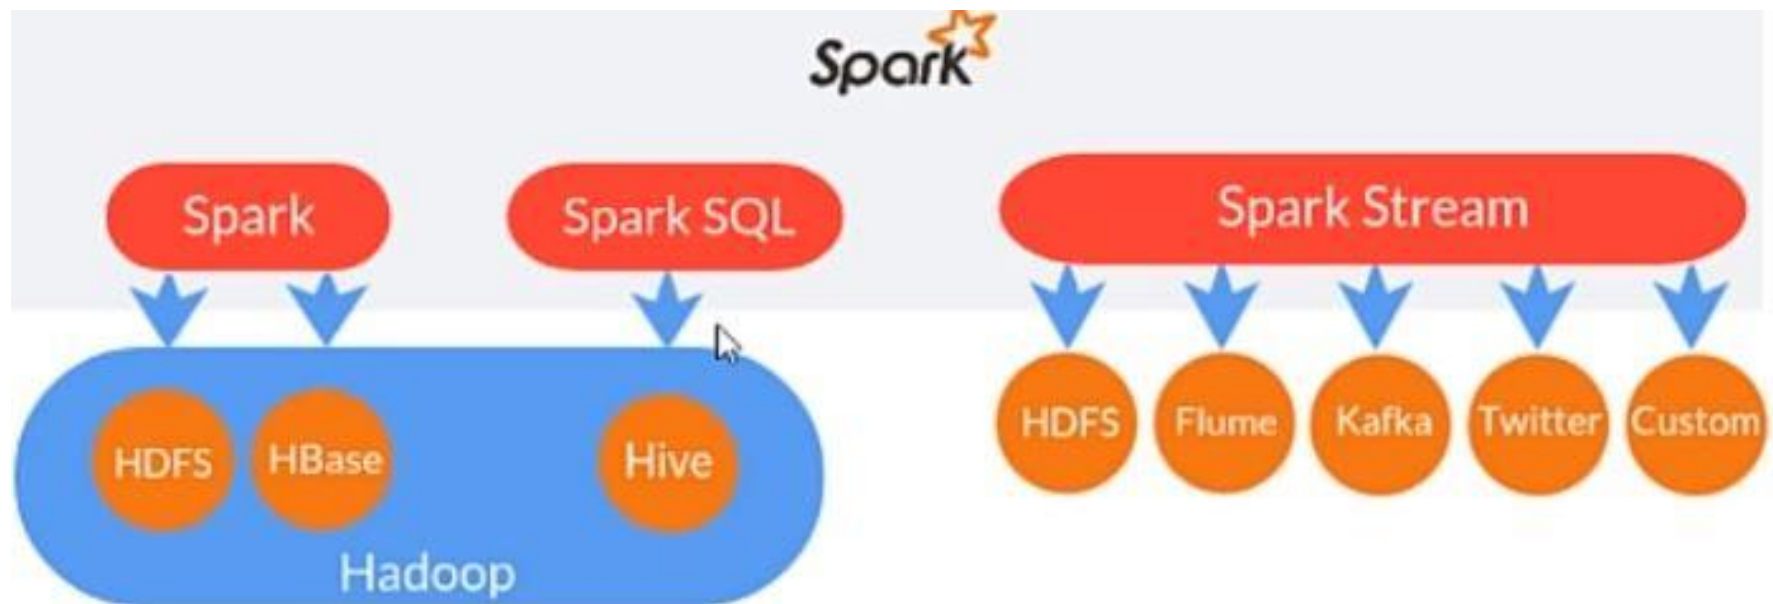 Spark
Spark
Spark SQL
Spark Stream
HDFS
HBase
Hive
Hadoop
HDFS
Flume
Kafka
Twitter
Custom